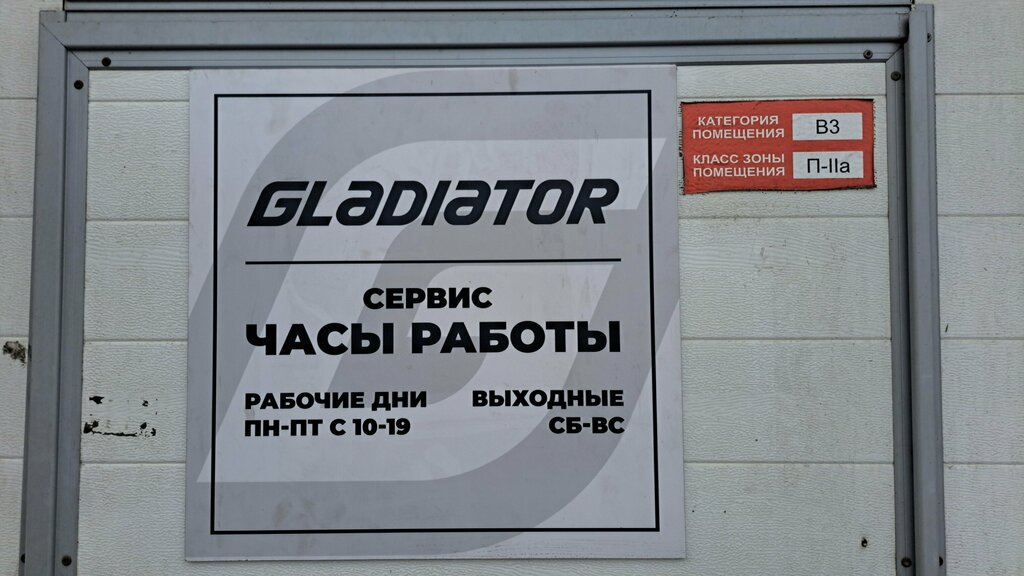 GLADIATOR
СЕРВИС
ЧАСЫ РАБОТЫ
РАБОЧИЕ ДНИ
ПН-ПТ С 10-19
ВЫХОДНЫЕ
СБ-ВС
КАТЕГОРИЯ
ПОМЕЩЕНИЯ
В3
КЛАСС ЗОНЫ
ПОМЕЩЕНИЯ
П-IIа